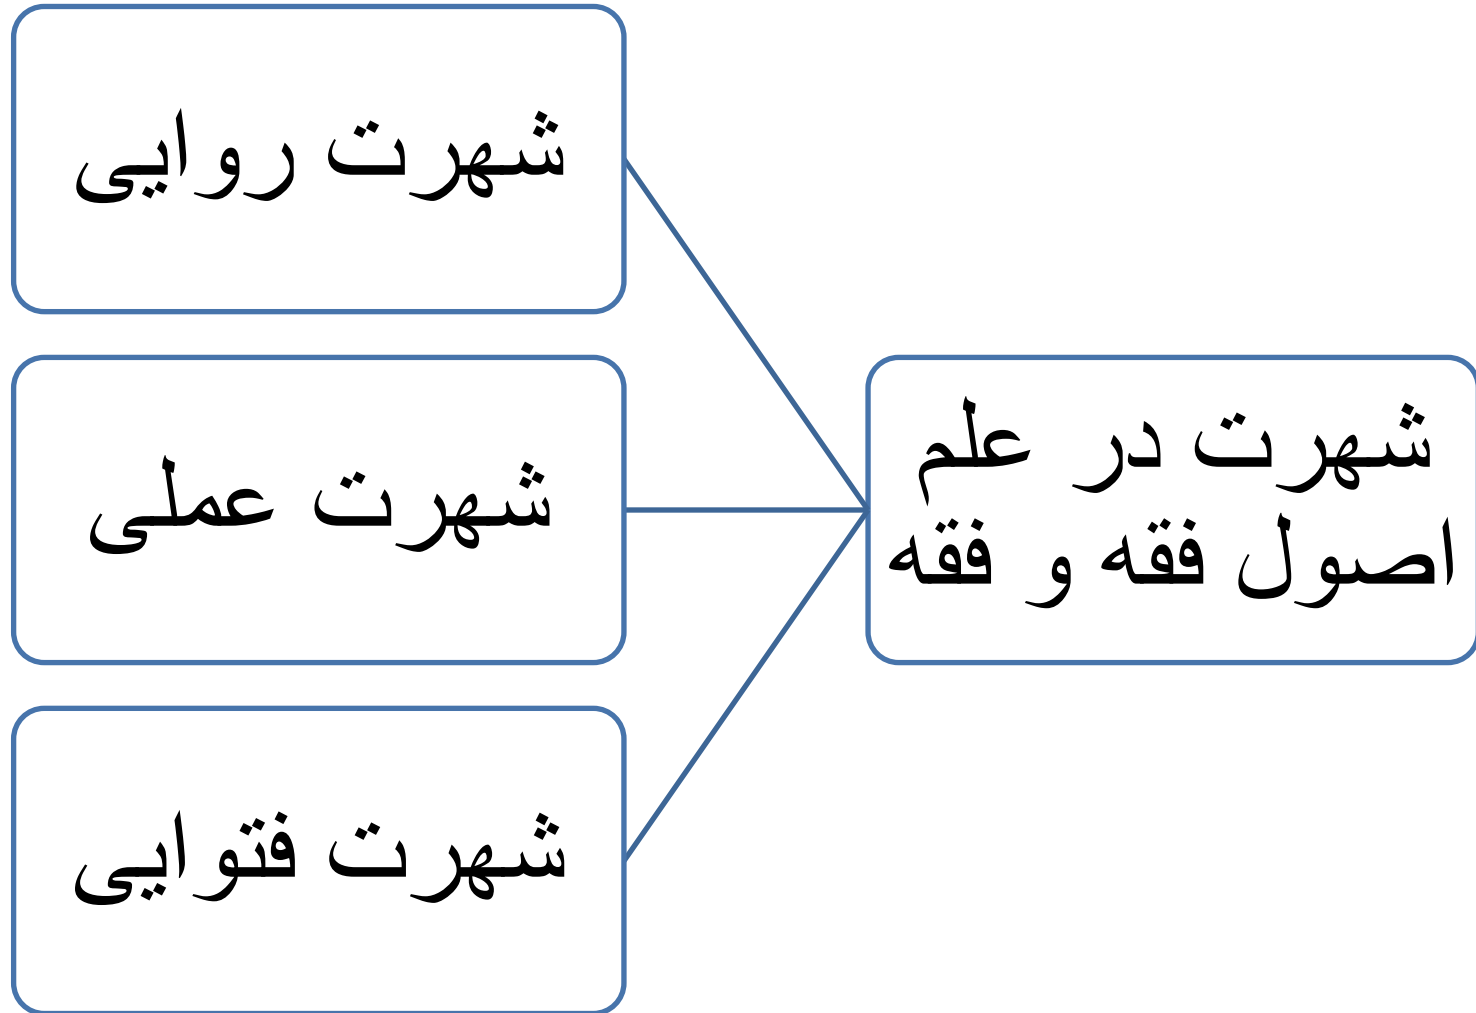 شهرت در علم
اصول فقه و فقه
شهرت روایی
شهرت عملی
شهرت فتوایی